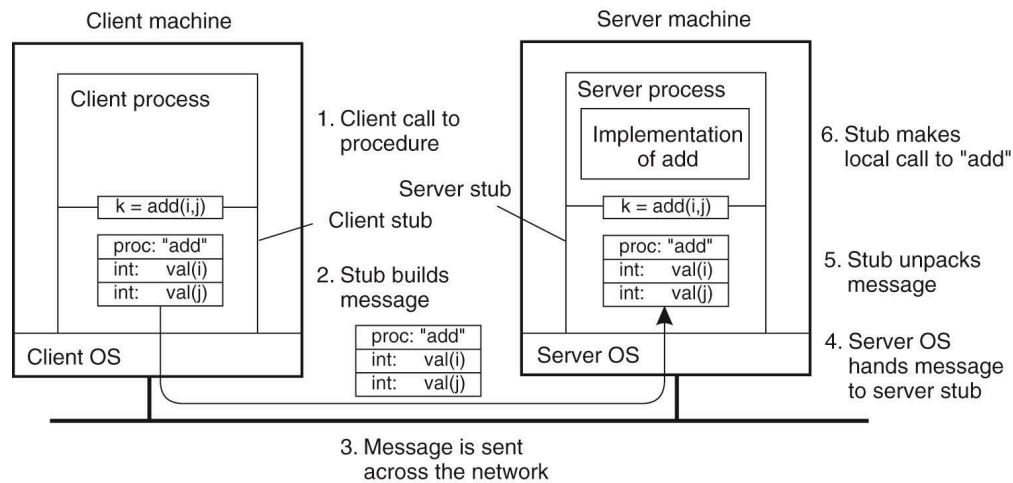 Client machine
Server machine
Client process
1. Client call to
procedure
Server process
Implementation
of add
6. Stub makes
local call to "add"
Server stub
k = add(i,j)
Client stub
k = add(i,j)
proc: "add"
int: val(i)
int: val(j)
2. Stub builds
message
proc: "add"
int: val(i)
int: val(j)
5. Stub unpacks
message
proc: "add"
int: val(i)
int: val(j)
Client OS
Server OS
4. Server OS
hands message
to server stub
3. Message is sent
across the network